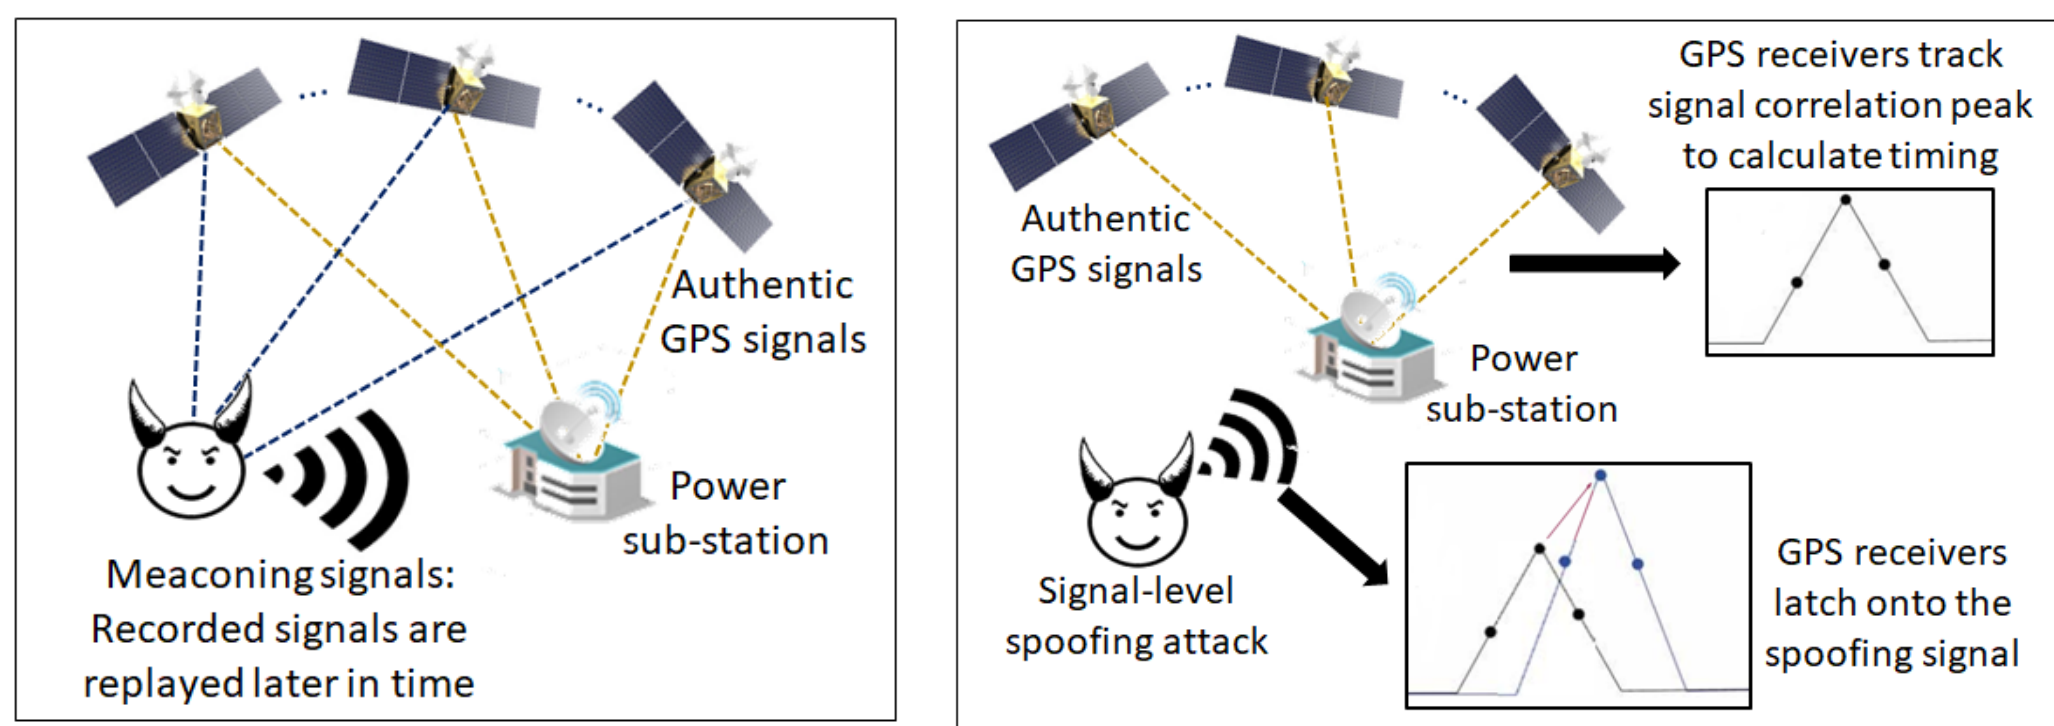 Authentic
GPS signals
Power
sub-station
Meaconing signals:
Recorded signals are
replayed later in time
GPS receivers track
signal correlation peak
to calculate timing
Authentic
GPS signals
Power
sub-station
Signal-level
spoofing attack
GPS receivers
latch onto the
spoofing signal